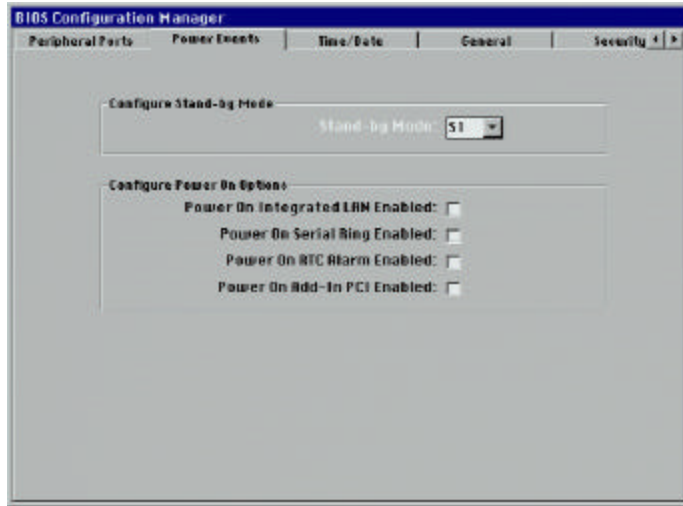 BIOS Configuration Manager
Peripheral Ports Power Events Time/Date General Security
Configure Stand-by Mode
Stand-by Mode: S1
Configure Power On Options
Power On Integrated LAN Enabled:
Power On Serial Ring Enabled:
Power On RTC Alarm Enabled:
Power On Add-In PCI Enabled: